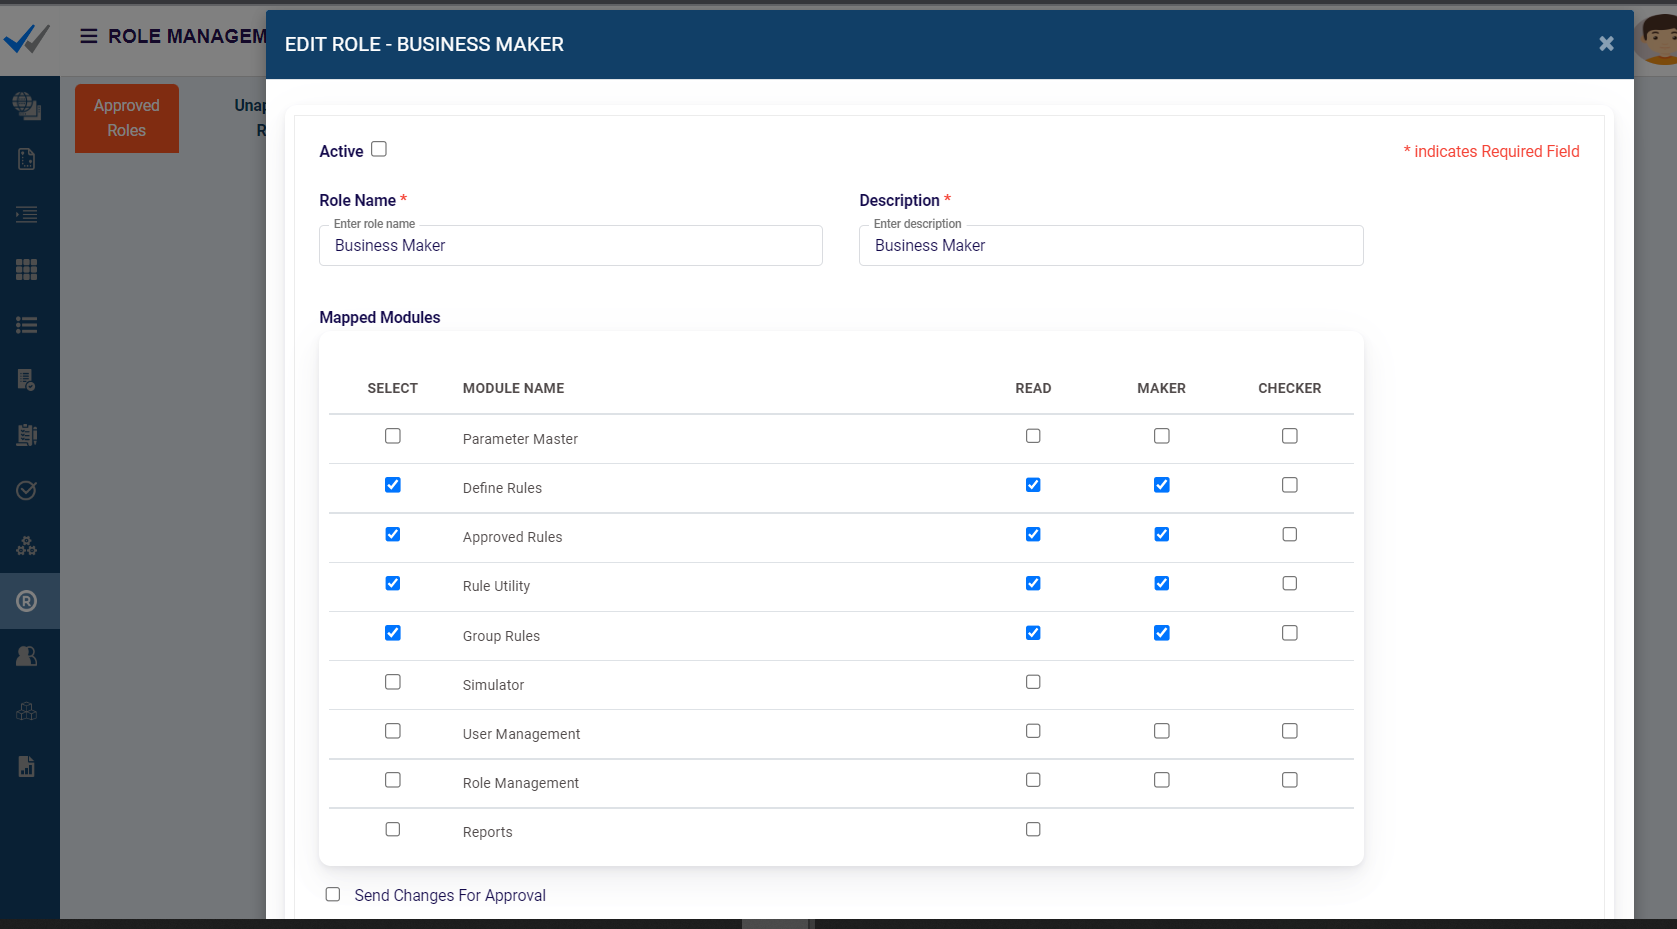 ROLE MANAGEM
EDIT ROLE - BUSINESS MAKER
Approved
Roles
Unap
R
Active
* indicates Required Field
Role Name *
Description *
Enter role name
Enter description
Business Maker
Business Maker
Mapped Modules
SELECT MODULE NAME READ MAKER CHECKER
Parameter Master
Define Rules
Approved Rules
Rule Utility
Group Rules
Simulator
User Management
Role Management
Reports
Send Changes For Approval